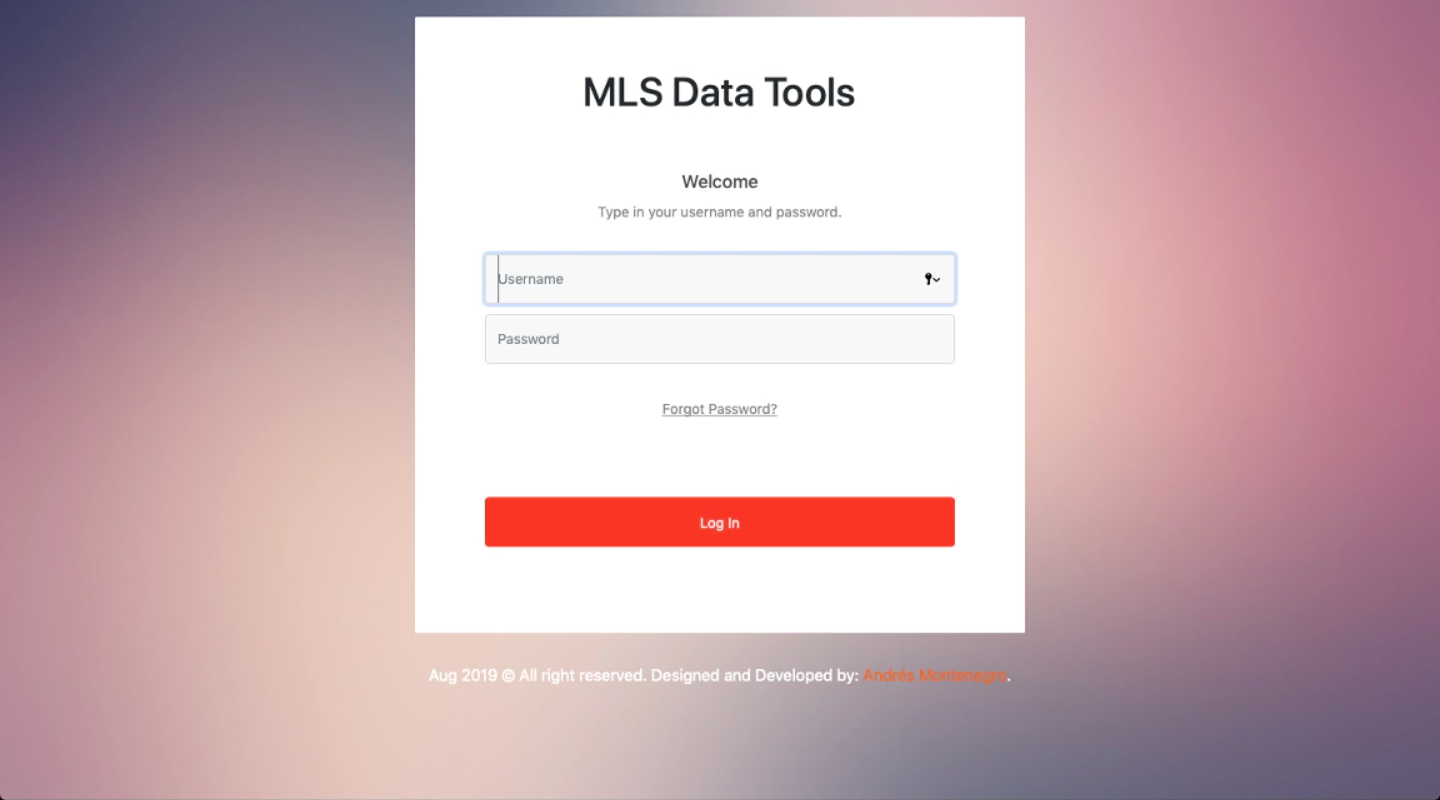 MLS Data Tools
Welcome
Type in your username and password.
Username
Password
Forgot Password?
Log In
Aug 2019 © All right reserved. Designed and Developed by: Andrés Montenegro.